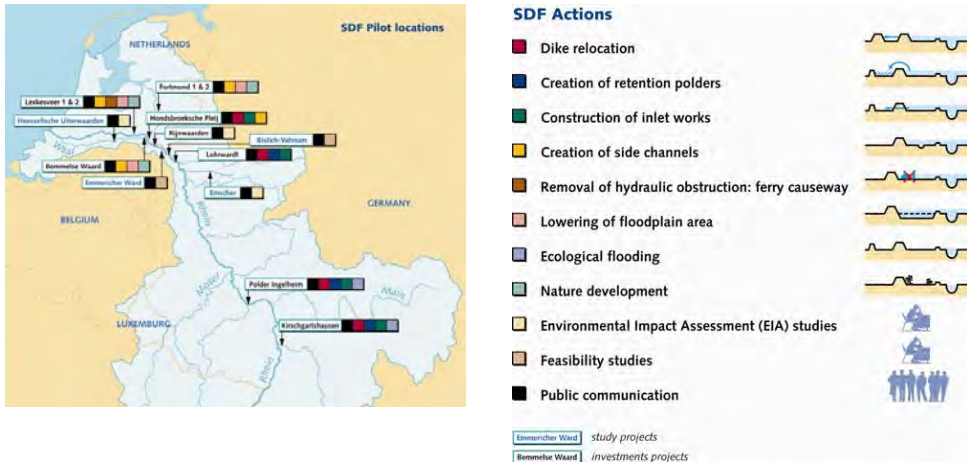 SDF Pilot locations
NETHERLANDS
Fortmond 1 & 2
Lexkesveer 1 & 2
Hondsbroeksche Pleij
Heesseltsche Uiterwaarden
Rijnwaarden
Bislich-Vahnum
Waal
Lohrwardt
Bemmelse Waard
Emmericher Ward
Emscher
Rhein
GERMANY
BELGIUM
Mosel
Polder Ingelheim
Main
LUXEMBURG
Kirschgartshausen
Rhein
SDF Actions
Dike relocation
Creation of retention polders
Construction of inlet works
Creation of side channels
Removal of hydraulic obstruction: ferry causeway
Lowering of floodplain area
Ecological flooding
Nature development
Environmental Impact Assessment (EIA) studies
Feasibility studies
Public communication
Emmericher Ward study projects
Bemmelse Waard investments projects